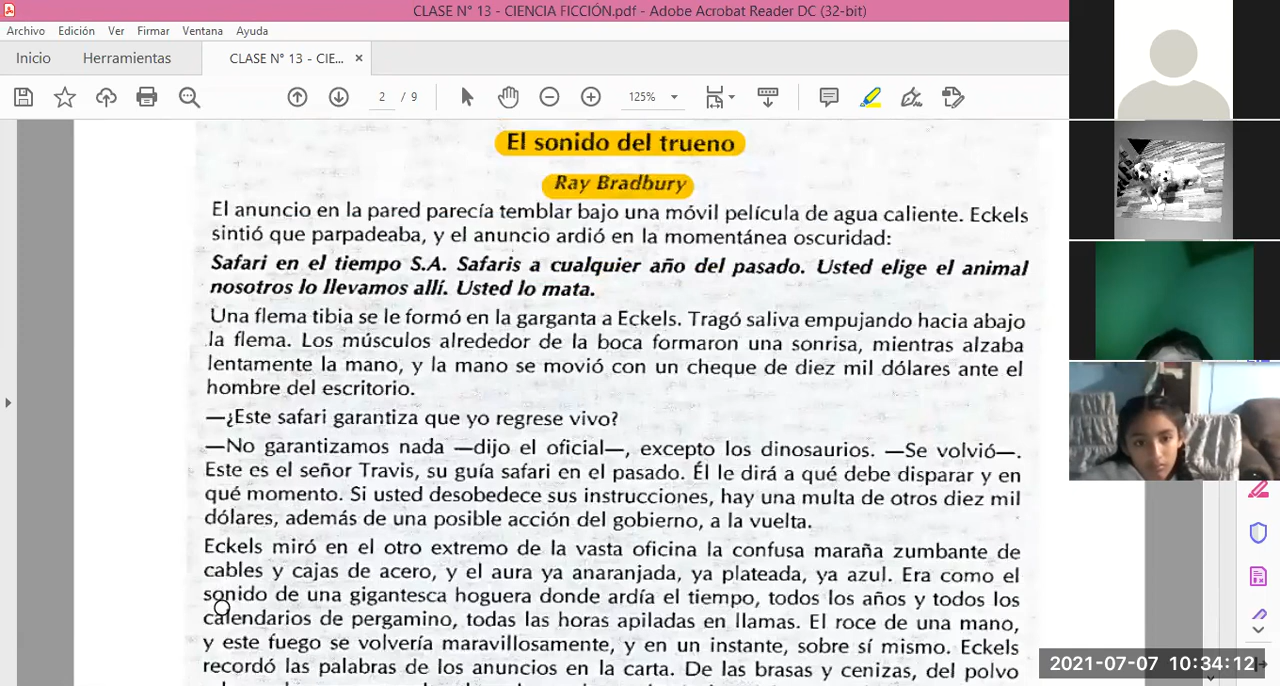 CLASE N° 13 - CIENCIA FICCIÓN.pdf - Adobe Acrobat Reader DC (32-bit)
Archivo Edición Ver Firmar Ventana Ayuda
Inicio Herramientas CLASE N° 13 - CIE... ×
2 / 9 125%
El sonido del trueno
Ray Bradbury
El anuncio en la pared parecía temblar bajo una móvil película de agua caliente. Eckels
sintió que parpadeaba, y el anuncio ardió en la momentánea oscuridad:
Safari en el tiempo S.A. Safaris a cualquier año del pasado. Usted elige el animal
nosotros lo llevamos allí. Usted lo mata.
Una flema tibia se le formó en la garganta a Eckels. Tragó saliva empujando hacia abajo
la flema. Los músculos alrededor de la boca formaron una sonrisa, mientras alzaba
lentamente la mano, y la mano se movió con un cheque de diez mil dólares ante el
hombre del escritorio.
—¿Este safari garantiza que yo regrese vivo?
—No garantizamos nada —dijo el oficial—, excepto los dinosaurios. —Se volvió—.
Este es el señor Travis, su guía safari en el pasado. Él le dirá a qué debe disparar y en
qué momento. Si usted desobedece sus instrucciones, hay una multa de otros diez mil
dólares, además de una posible acción del gobierno, a la vuelta.
Eckels miró en el otro extremo de la vasta oficina la confusa maraña zumbante de
cables y cajas de acero, y el aura ya anaranjada, ya plateada, ya azul. Era como el
sonido de una gigantesca hoguera donde ardía el tiempo, todos los años y todos los
calendarios de pergamino, todas las horas apiladas en llamas. El roce de una mano,
y este fuego se volvería maravillosamente, y en un instante, sobre sí mismo. Eckels
recordó las palabras de los anuncios en la carta. De las brasas y cenizas, del polvo
2021-07-07 10:34:12